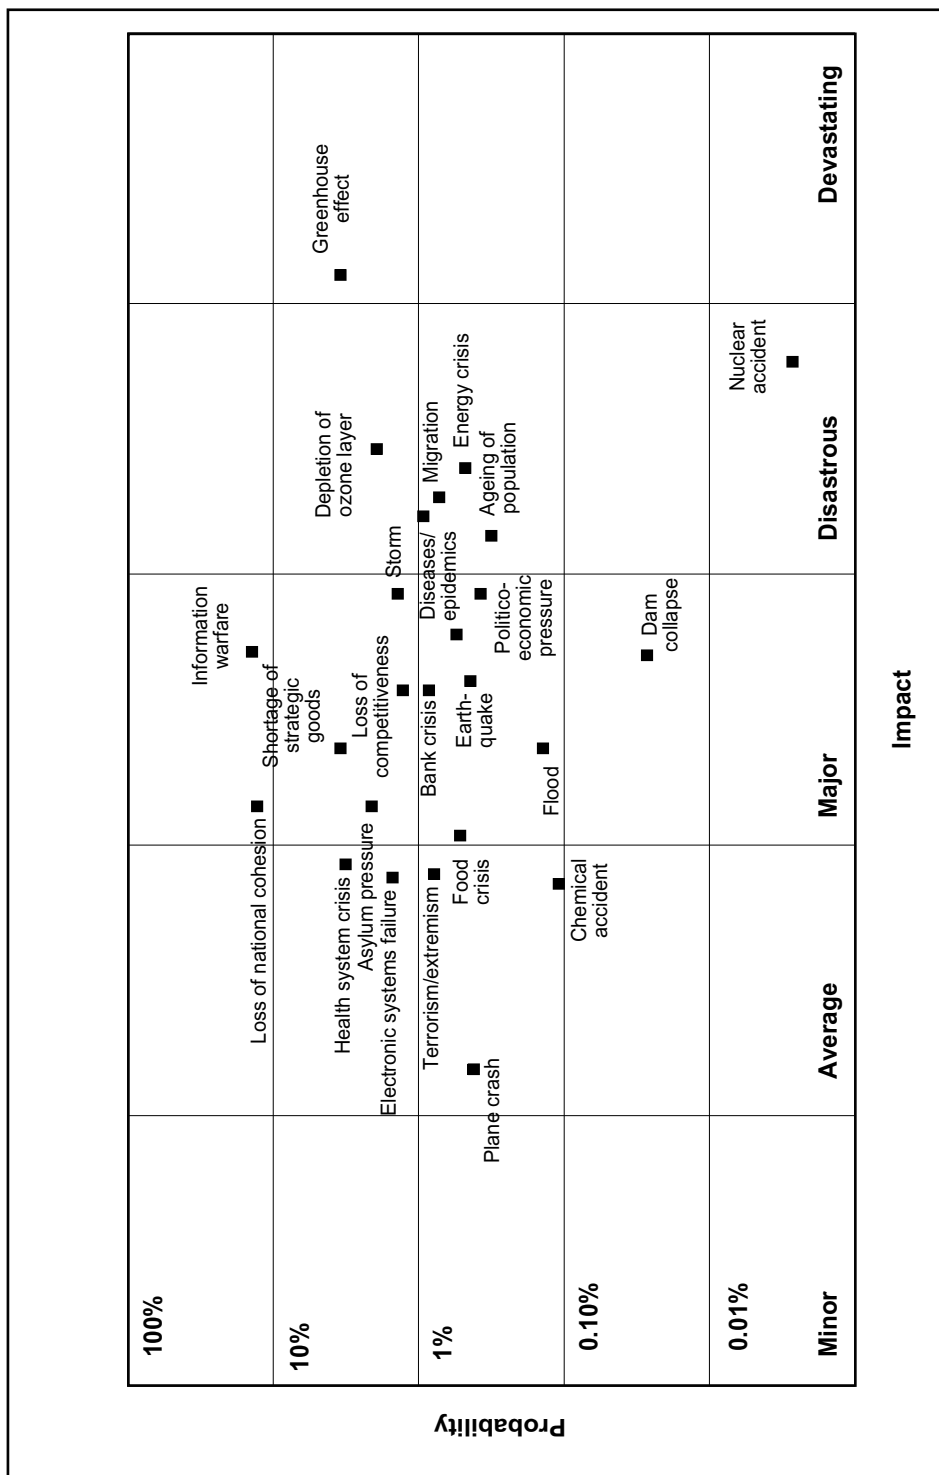 Probability
100%
10%
1%
0.10%
0.01%
Information
warfare
Loss of national cohesion
Shortage of
strategic
goods
Greenhouse
effect
Health system crisis
Asylum pressure
Depletion of
ozone layer
Electronic systems failure
Storm
Loss of
competitiveness
Diseases/
epidemics
Bank crisis
Terrorism/extremism
Migration
Energy crisis
Food
crisis
Earth-
quake
Plane crash
Politico-
economic
pressure
Ageing of
population
Flood
Chemical
accident
Dam
collapse
Nuclear
accident
Minor
Average
Major
Disastrous
Devastating
Impact